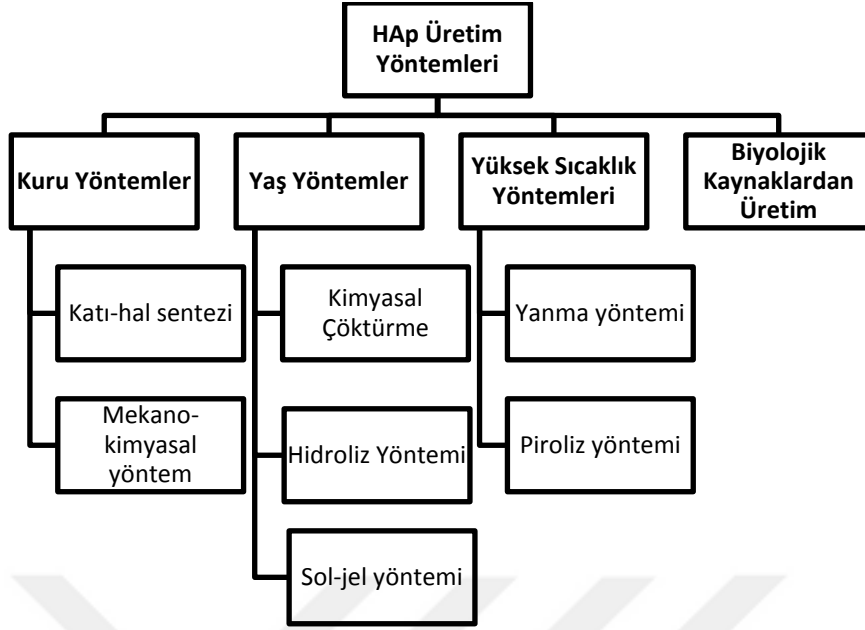 HAp Üretim
Yöntemleri
Kuru Yöntemler
Yaş Yöntemler
Yüksek Sıcaklık
Yöntemleri
Biyolojik
Kaynaklardan
Üretim
Katı-hal sentezi
Kimyasal
Çöktürme
Yanma yöntemi
Mekano-
kimyasal
yöntem
Hidroliz Yöntemi
Piroliz yöntemi
Sol-jel yöntemi